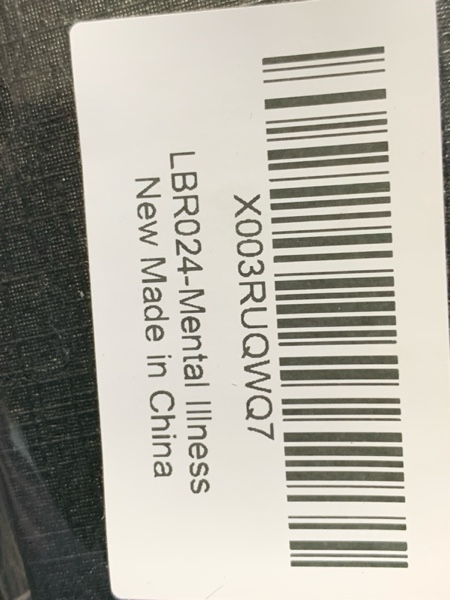 X003RUQWQ7
LBR024-Mental Illness
New Made in China